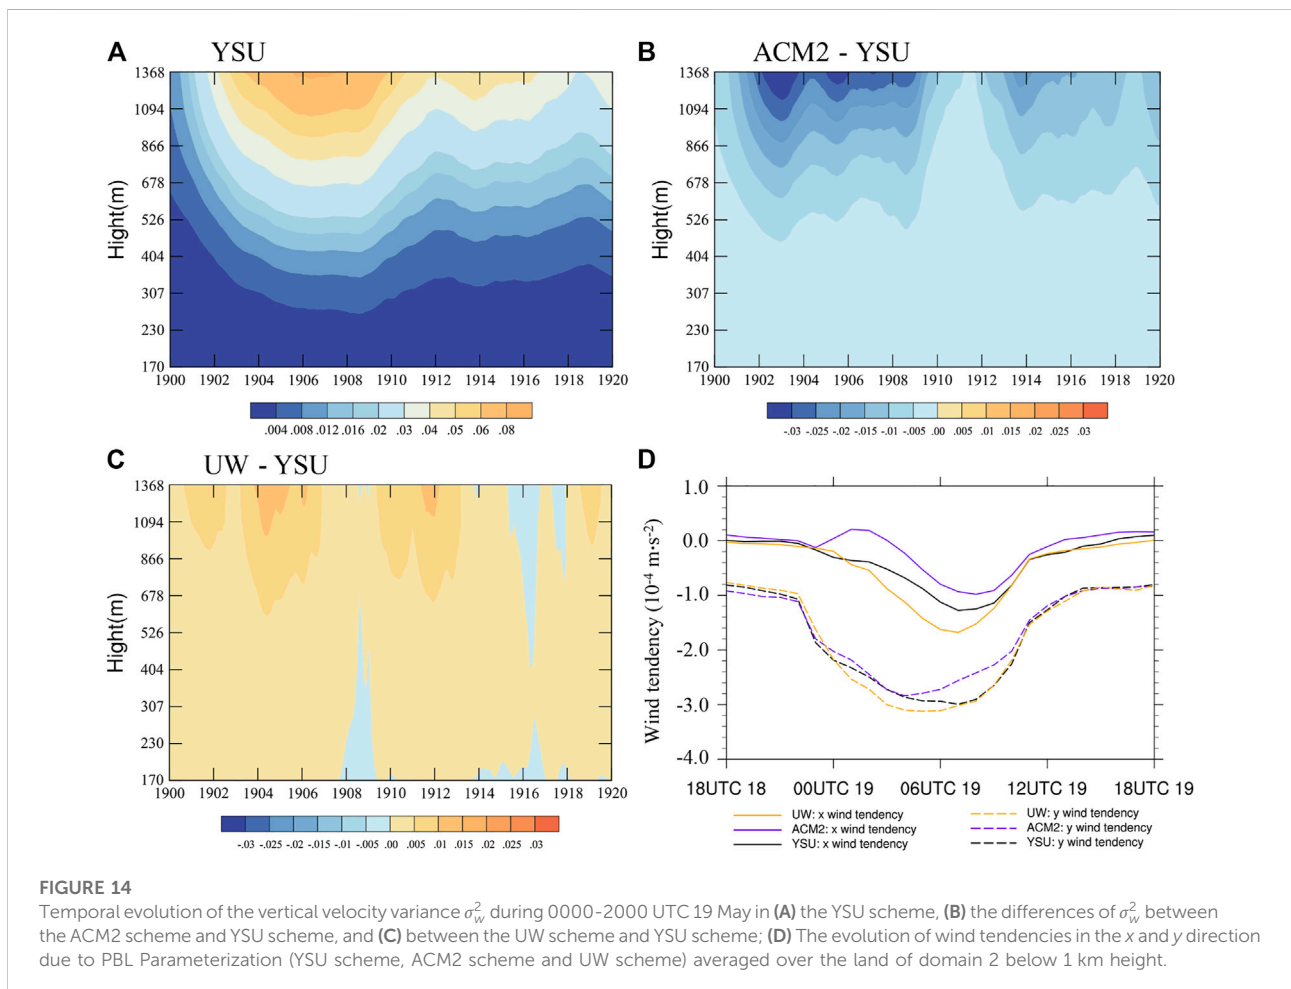 A YSU
Hight(m)
1368
1094
866
678
526
404
307
230
170
1900 1902 1904 1906 1908 1910 1912 1914 1916 1918 1920
.004 .008 .012 .016 .02 .03 .04 .05 .06 .08
B ACM2 - YSU
Hight(m)
1368
1094
866
678
526
404
307
230
170
1900 1902 1904 1906 1908 1910 1912 1914 1916 1918 1920
-.03 -.025 -.02 -.015 -.01 -.005 .00 .005 .01 .015 .02 .025 .03
C UW - YSU
Hight(m)
1368
1094
866
678
526
404
307
230
170
1900 1902 1904 1906 1908 1910 1912 1914 1916 1918 1920
-.03 -.025 -.02 -.015 -.01 -.005 .00 .005 .01 .015 .02 .025 .03
D
Wind tendency (10⁻⁴ m·s⁻²)
1.0
0.0
-1.0
-2.0
-3.0
-4.0
18UTC 18 00UTC 19 06UTC 19 12UTC 19 18UTC 19
UW: x wind tendency
ACM2: x wind tendency
YSU: x wind tendency
UW: y wind tendency
ACM2: y wind tendency
YSU: y wind tendency
FIGURE 14
Temporal evolution of the vertical velocity variance σ²w during 0000-2000 UTC 19 May in (A) the YSU scheme, (B) the differences of σ²w between
the ACM2 scheme and YSU scheme, and (C) between the UW scheme and YSU scheme; (D) The evolution of wind tendencies in the x and y direction
due to PBL Parameterization (YSU scheme, ACM2 scheme and UW scheme) averaged over the land of domain 2 below 1 km height.